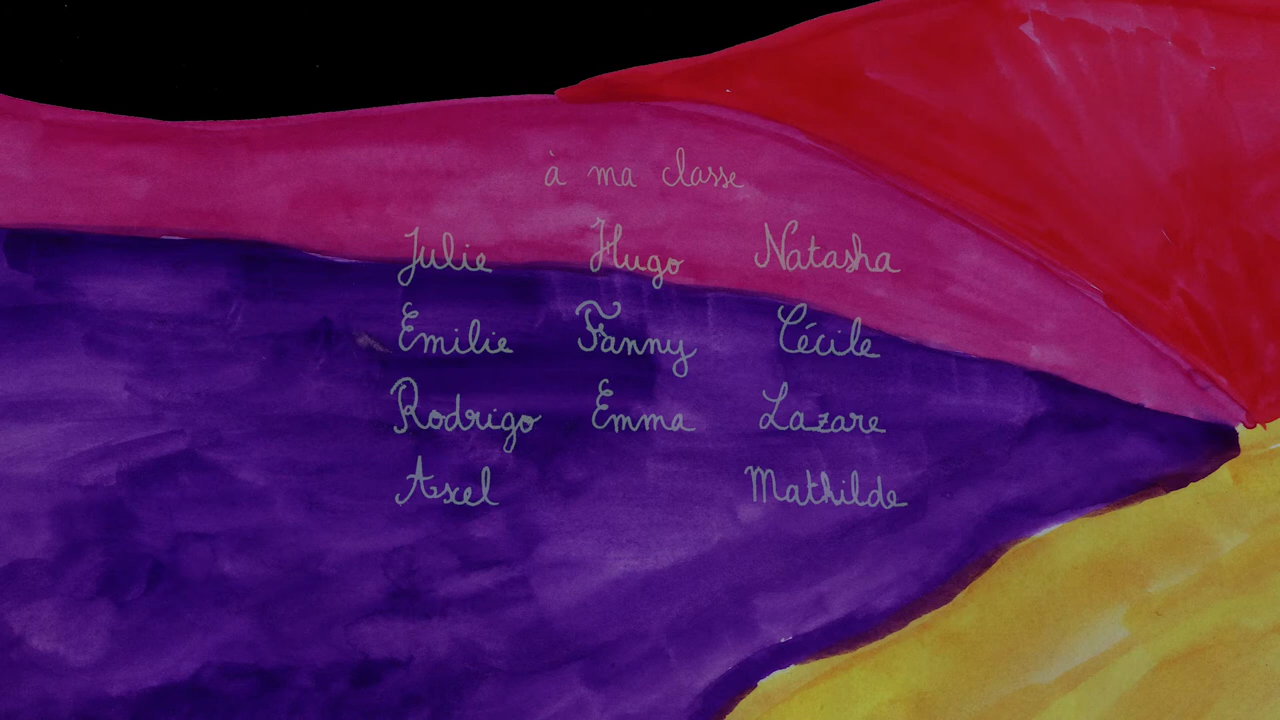 à ma classe
Julie Hugo Natasha
Emilie Fanny Cécile
Rodrigo Emma Lazare
Axel Mathilde